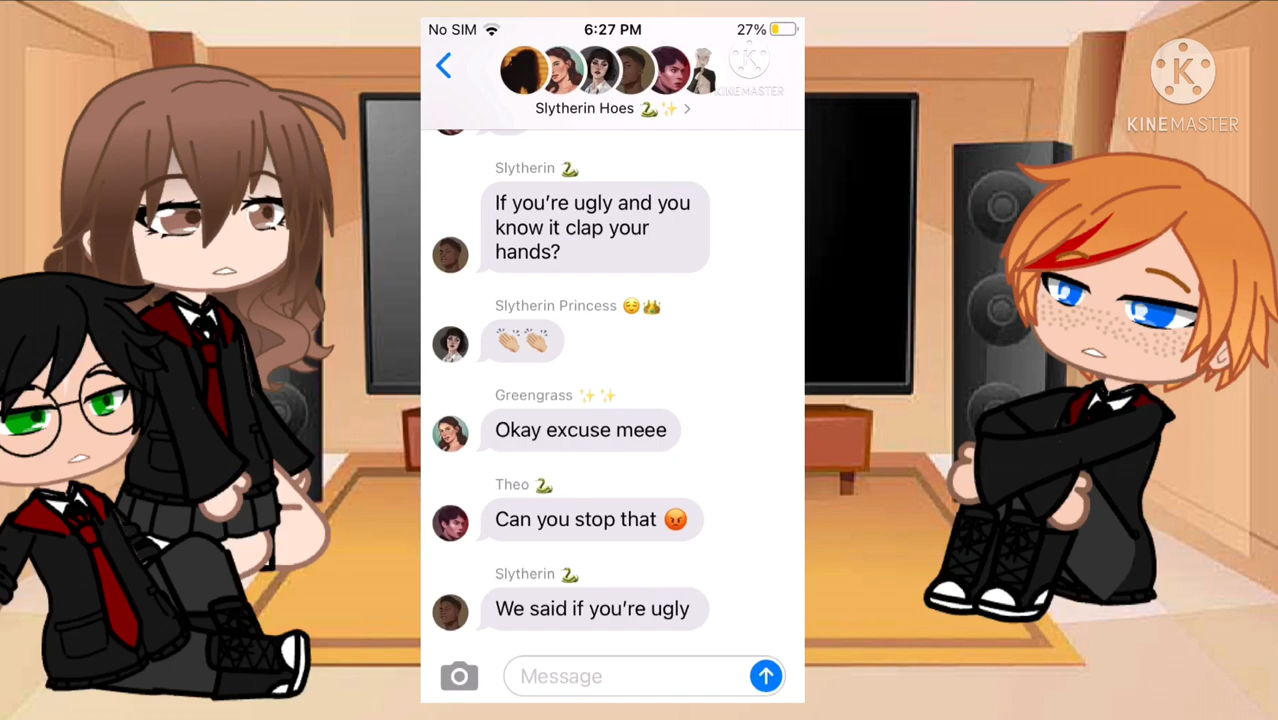 No SIM 6:27 PM 27%
KINEMASTER
KINEMASTER
Slytherin Hoes 🐍✨ >
Slytherin 🐍
If you’re ugly and you
know it clap your
hands?
Slytherin Princess 😌👑
👏🏼👏🏼
Greengrass ✨✨
Okay excuse meee
Theo 🐍
Can you stop that 😡
Slytherin 🐍
We said if you’re ugly
Message